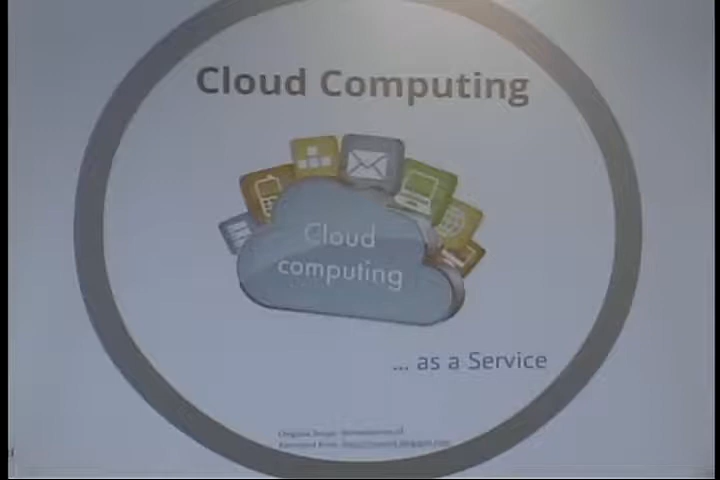 Cloud Computing
Cloud
computing
... as a Service